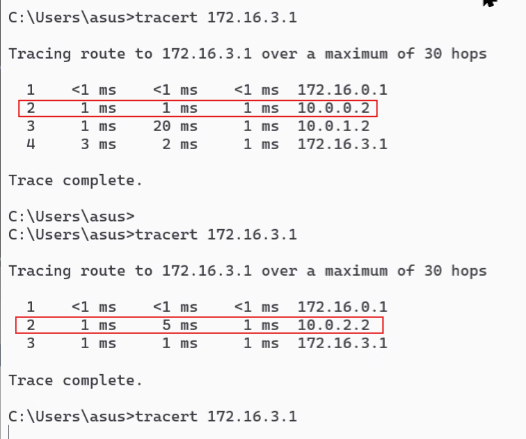 C:\Users\asus>tracert 172.16.3.1
Tracing route to 172.16.3.1 over a maximum of 30 hops
1 <1 ms <1 ms <1 ms 172.16.0.1
2 1 ms 1 ms 1 ms 10.0.0.2
3 1 ms 20 ms 1 ms 10.0.1.2
4 3 ms 2 ms 1 ms 172.16.3.1
Trace complete.
C:\Users\asus>
C:\Users\asus>tracert 172.16.3.1
Tracing route to 172.16.3.1 over a maximum of 30 hops
1 <1 ms <1 ms <1 ms 172.16.0.1
2 1 ms 5 ms 1 ms 10.0.2.2
3 1 ms 1 ms 1 ms 172.16.3.1
Trace complete.
C:\Users\asus>tracert 172.16.3.1